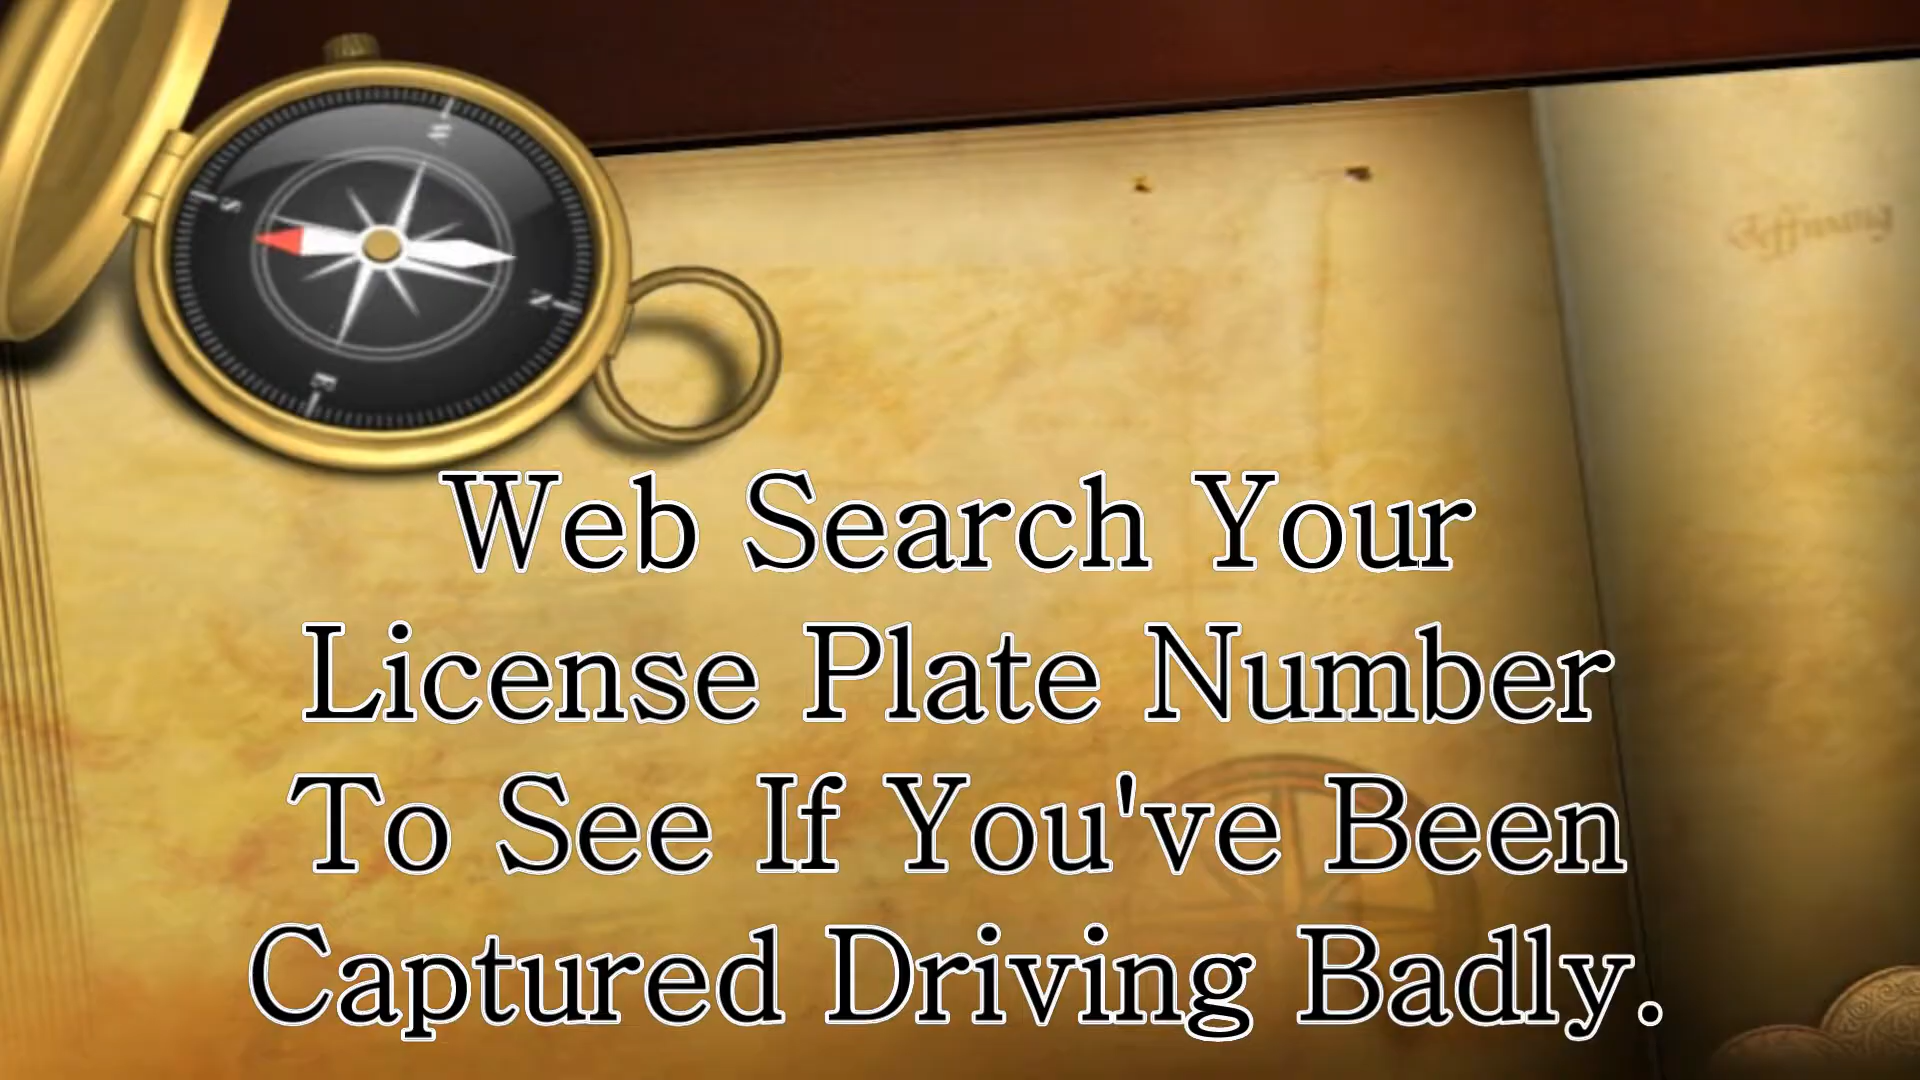 W
S
N
E
Web Search Your
License Plate Number
To See If You've Been
Captured Driving Badly.